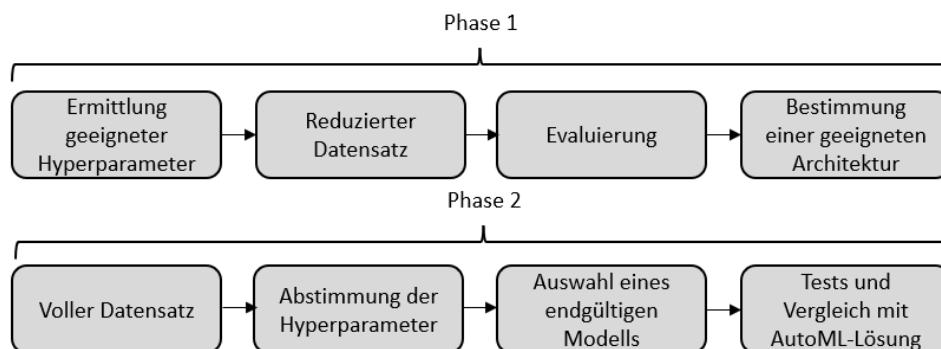 Phase 1
Ermittlung
geeigneter
Hyperparameter
Reduzierter
Datensatz
Evaluierung
Bestimmung
einer geeigneten
Architektur
Phase 2
Voller Datensatz
Abstimmung der
Hyperparameter
Auswahl eines
endgültigen
Modells
Tests und
Vergleich mit
AutoML-Lösung